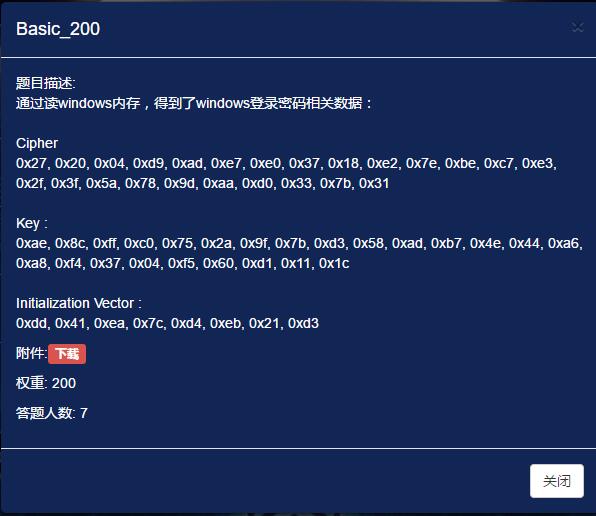 Basic_200
×
题目描述:
通过读windows内存，得到了windows登录密码相关数据：
Cipher
0x27, 0x20, 0x04, 0xd9, 0xad, 0xe7, 0xe0, 0x37, 0x18, 0xe2, 0x7e, 0xbe, 0xc7, 0xe3,
0x2f, 0x3f, 0x5a, 0x78, 0x9d, 0xaa, 0xd0, 0x33, 0x7b, 0x31
Key :
0xae, 0x8c, 0xff, 0xc0, 0x75, 0x2a, 0x9f, 0x7b, 0xd3, 0x58, 0xad, 0xb7, 0x4e, 0x44, 0xa6,
0xa8, 0xf4, 0x37, 0x04, 0xf5, 0x60, 0xd1, 0x11, 0x1c
Initialization Vector :
0xdd, 0x41, 0xea, 0x7c, 0xd4, 0xeb, 0x21, 0xd3
附件:下载
权重: 200
答题人数: 7
关闭